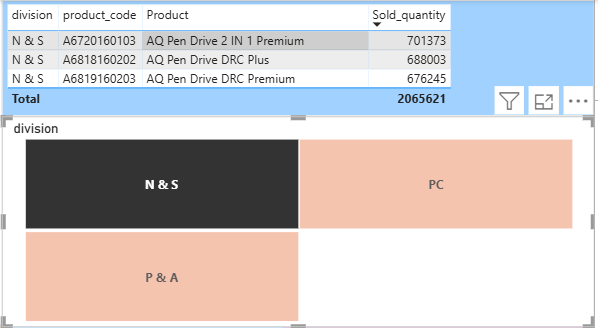 division product_code Product Sold_quantity
N & S A6720160103 AQ Pen Drive 2 IN 1 Premium 701373
N & S A6818160202 AQ Pen Drive DRC Plus 688003
N & S A6819160203 AQ Pen Drive DRC Premium 676245
Total 2065621
division
N & S PC
P & A